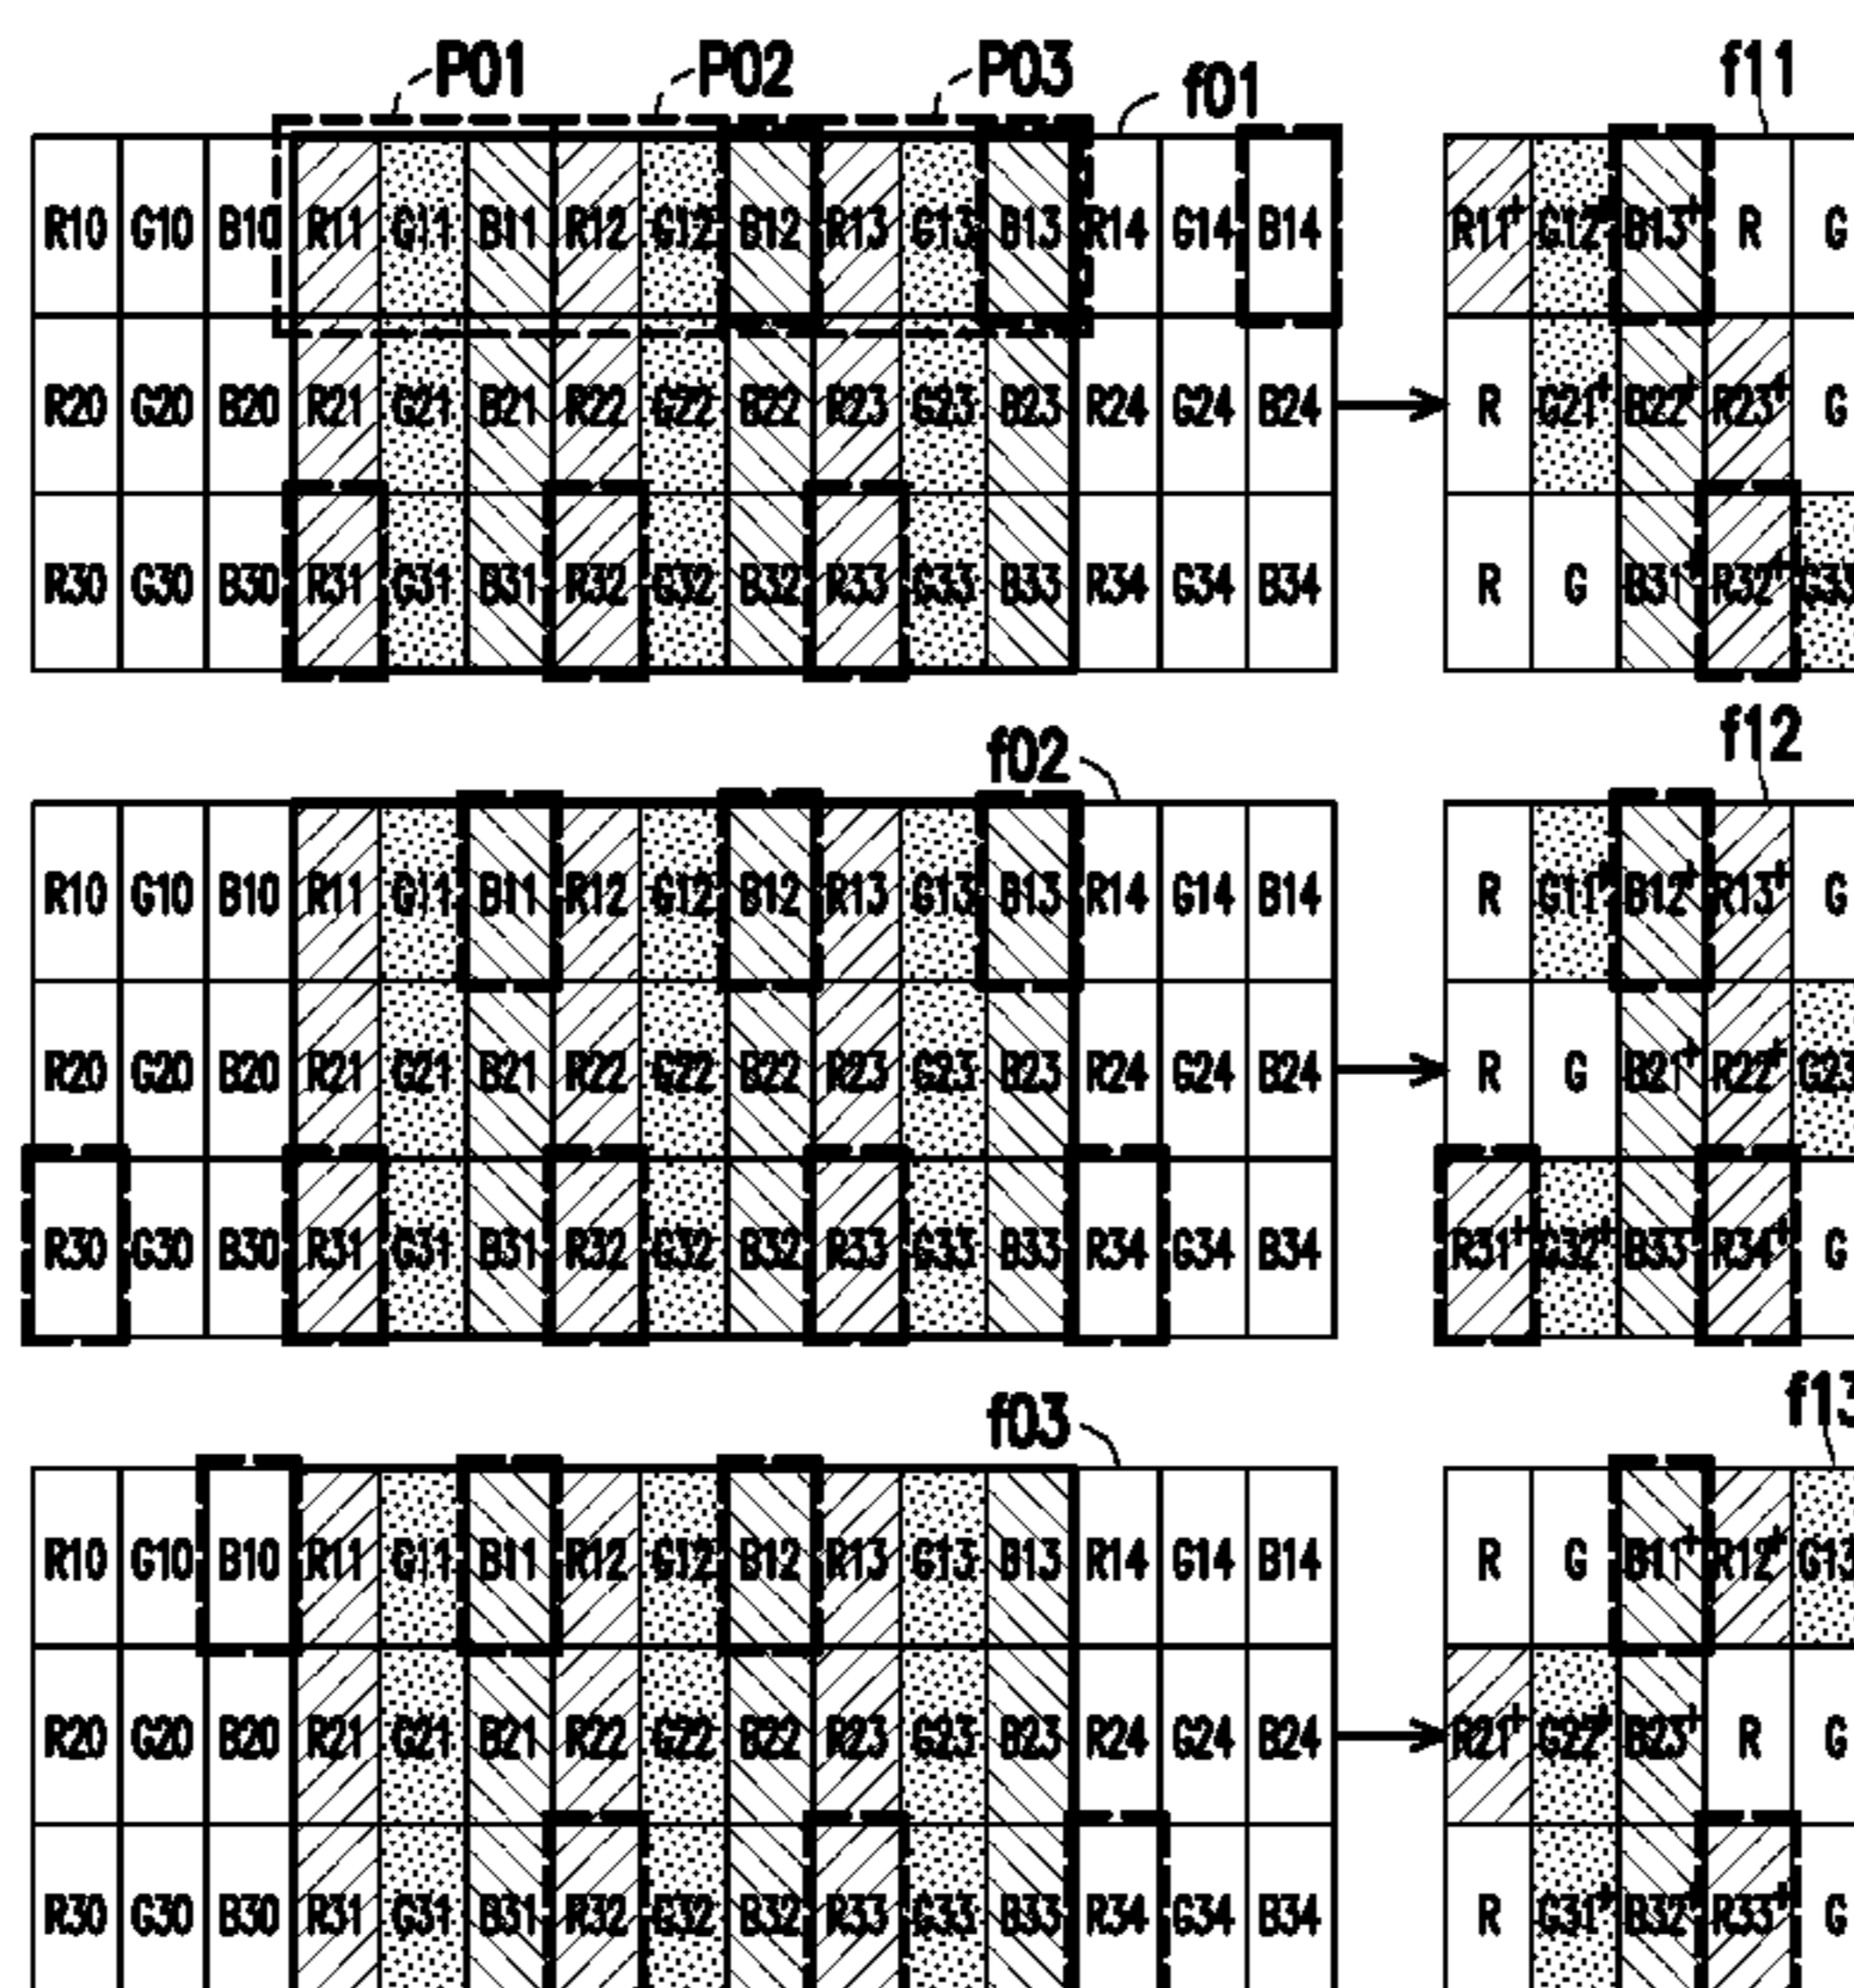 P01 P02 P03 f01 f11
R10 G10 B10 R11 G11 B11 R12 G12 B12 R13 G13 B13 R14 G14 B14 R11+ G12+ B13+ R G
R20 G20 B20 R21 G21 B21 R22 G22 B22 R23 G23 B23 R24 G24 B24 R G21+ B22+ R23+ G
R30 G30 B30 R31 G31 B31 R32 G32 B32 R33 G33 B33 R34 G34 B34 R G B31+ R32+ G33
f02 f12
R10 G10 B10 R11 G11 B11 R12 G12 B12 R13 G13 B13 R14 G14 B14 R G11+ B12+ R13+ G
R20 G20 B20 R21 G21 B21 R22 G22 B22 R23 G23 B23 R24 G24 B24 R G B21+ R22+ G23
R30 G30 B30 R31 G31 B31 R32 G32 B32 R33 G33 B33 R34 G34 B34 R31+ G32+ B33+ R34+ G
f03 f13
R10 G10 B10 R11 G11 B11 R12 G12 B12 R13 G13 B13 R14 G14 B14 R G B11+ R12+ G13
R20 G20 B20 R21 G21 B21 R22 G22 B22 R23 G23 B23 R24 G24 B24 R21+ G22+ B23+ R G
R30 G30 B30 R31 G31 B31 R32 G32 B32 R33 G33 B33 R34 G34 B34 R G31+ B32+ R33+ G